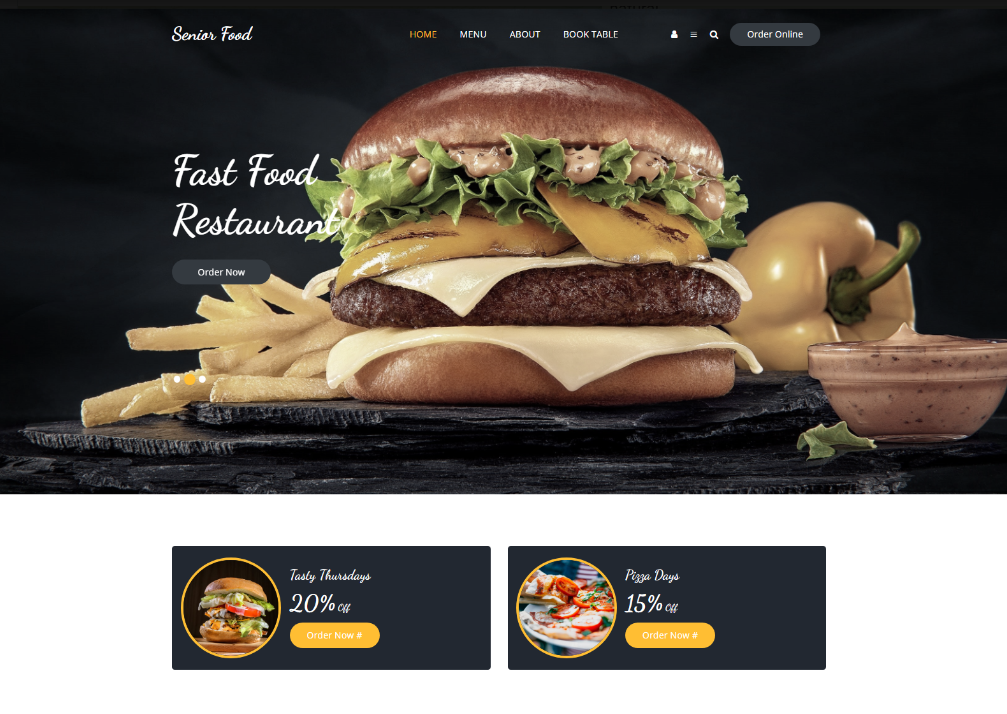 Senior Food
HOME
MENU
ABOUT
BOOK TABLE
Order Online
Fast Food
Restaurant
Order Now
Tasty Thursdays
20% Off
Order Now #
Pizza Days
15% Off
Order Now #